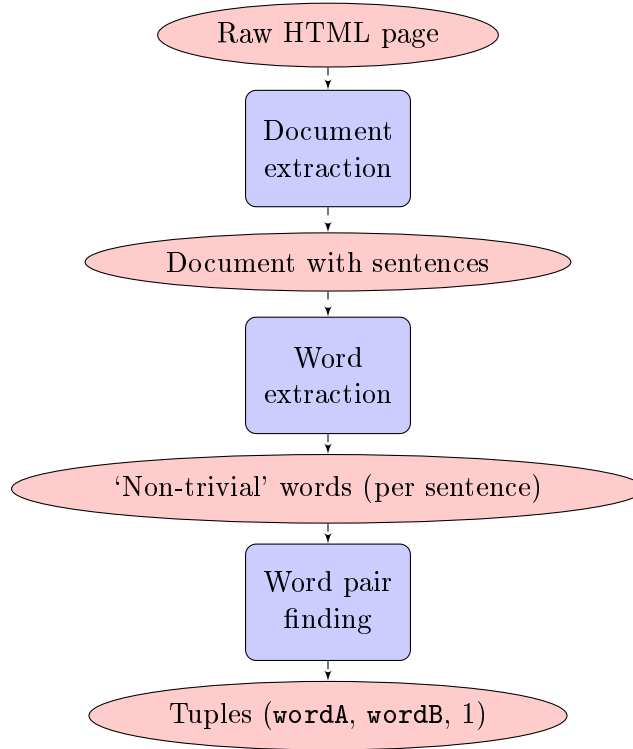 Raw HTML page
Document
extraction
Document with sentences
Word
extraction
‘Non-trivial’ words (per sentence)
Word pair
finding
Tuples (wordA, wordB, 1)